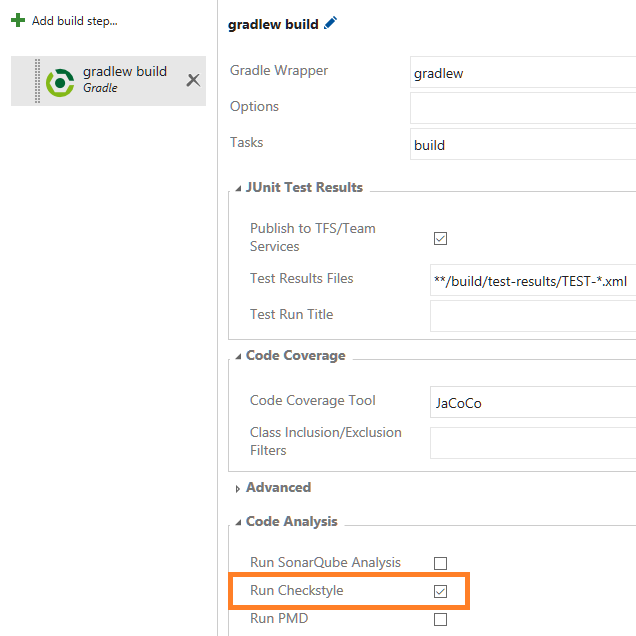 Add build step...
gradlew build
Gradle
gradlew build
Gradle Wrapper
gradlew
Options
Tasks
build
JUnit Test Results
Publish to TFS/Team
Services
Test Results Files
**/build/test-results/TEST-*.xml
Test Run Title
Code Coverage
Code Coverage Tool
JaCoCo
Class Inclusion/Exclusion
Filters
Advanced
Code Analysis
Run SonarQube Analysis
Run Checkstyle
Run PMD